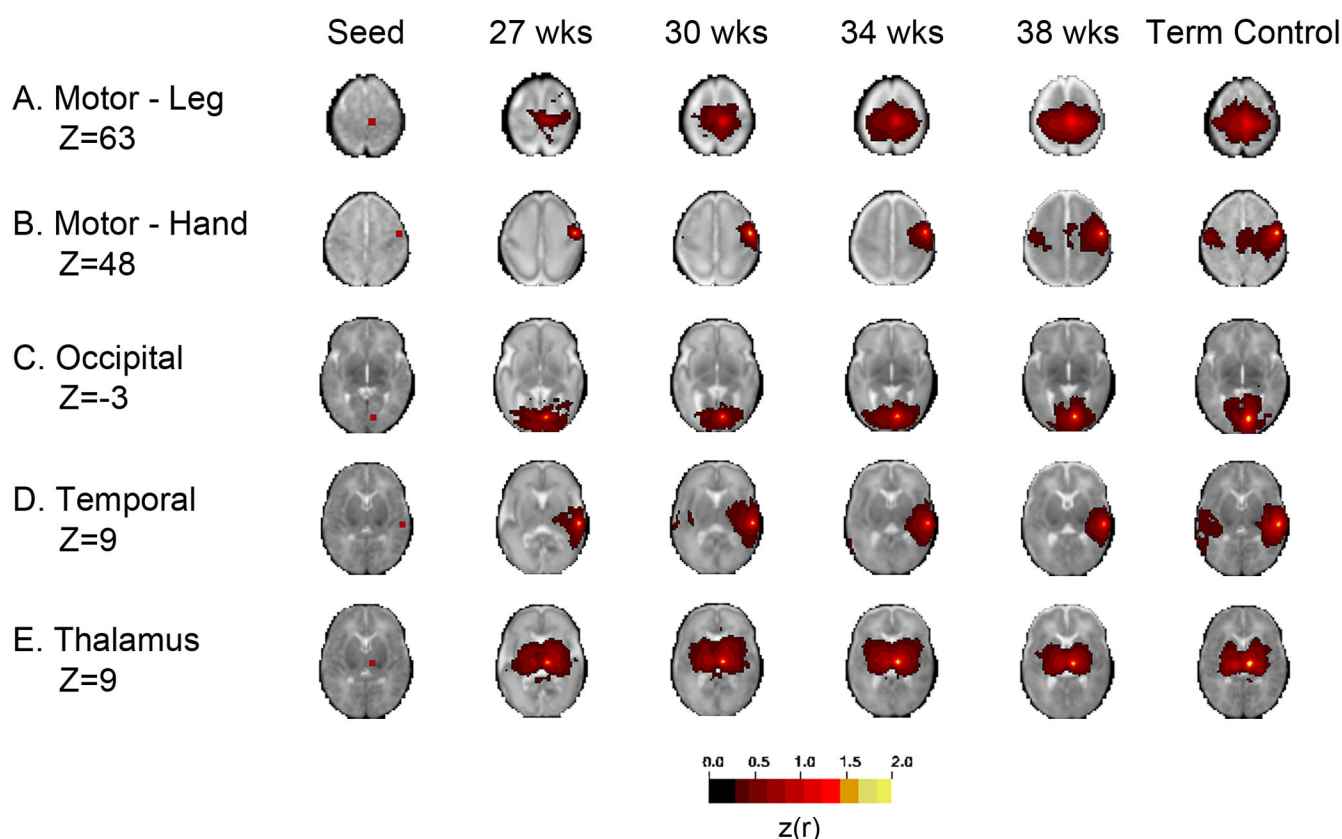 Seed 27 wks 30 wks 34 wks 38 wks Term Control
A. Motor - Leg
Z=63
B. Motor - Hand
Z=48
C. Occipital
Z=-3
D. Temporal
Z=9
E. Thalamus
Z=9
0.0 0.5 1.0 1.5 2.0
z(r)